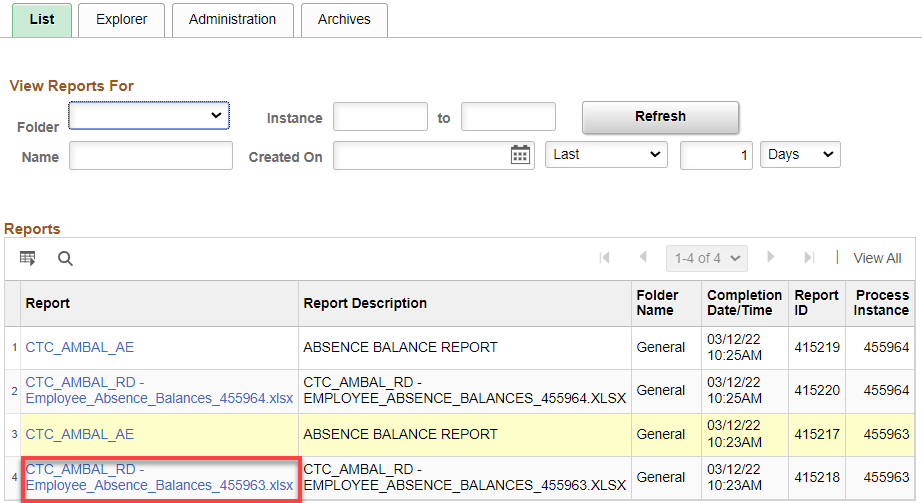 List Explorer Administration Archives
View Reports For
Folder Instance to Refresh
Name Created On Last 1 Days
Reports
1-4 of 4 View All
Report Report Description Folder Name Completion Date/Time Report ID Process Instance
1 CTC_AMBAL_AE ABSENCE BALANCE REPORT General 03/12/22 10:25AM 415219 455964
2 CTC_AMBAL_RD - Employee_Absence_Balances_455964.xlsx CTC_AMBAL_RD - EMPLOYEE_ABSENCE_BALANCES_455964.XLSX General 03/12/22 10:25AM 415220 455964
3 CTC_AMBAL_AE ABSENCE BALANCE REPORT General 03/12/22 10:23AM 415217 455963
4 CTC_AMBAL_RD - Employee_Absence_Balances_455963.xlsx CTC_AMBAL_RD - EMPLOYEE_ABSENCE_BALANCES_455963.XLSX General 03/12/22 10:23AM 415218 455963